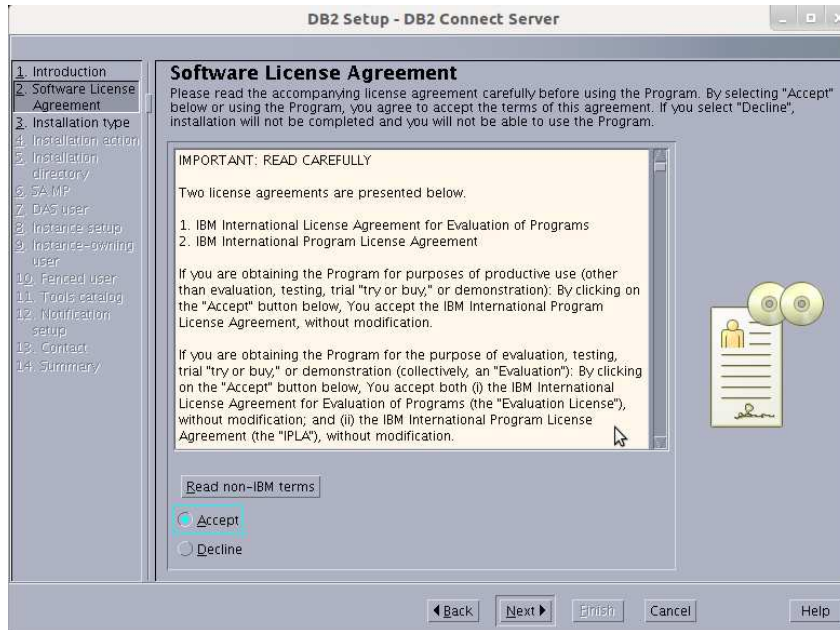 DB2 Setup - DB2 Connect Server
1. Introduction
2. Software License
Agreement
3. Installation type
4. Installation action
5. Installation
directory
6. SA MP
7. DAS user
8. Instance setup
9. Instance-owning
user
10. Fenced user
11. Tools catalog
12. Notification
setup
13. Contact
14. Summary
Software License Agreement
Please read the accompanying license agreement carefully before using the Program. By selecting "Accept"
below or using the Program, you agree to accept the terms of this agreement. If you select "Decline",
installation will not be completed and you will not be able to use the Program.
IMPORTANT: READ CAREFULLY
Two license agreements are presented below.
1. IBM International License Agreement for Evaluation of Programs
2. IBM International Program License Agreement
If you are obtaining the Program for purposes of productive use (other
than evaluation, testing, trial "try or buy," or demonstration): By clicking on
the "Accept" button below, You accept the IBM International Program
License Agreement, without modification.
If you are obtaining the Program for the purpose of evaluation, testing,
trial "try or buy," or demonstration (collectively, an "Evaluation"): By clicking
on the "Accept" button below, You accept both (i) the IBM International
License Agreement for Evaluation of Programs (the "Evaluation License"),
without modification; and (ii) the IBM International Program License
Agreement (the "IPLA"), without modification.
Read non-IBM terms
Accept
Decline
Back Next Finish Cancel Help